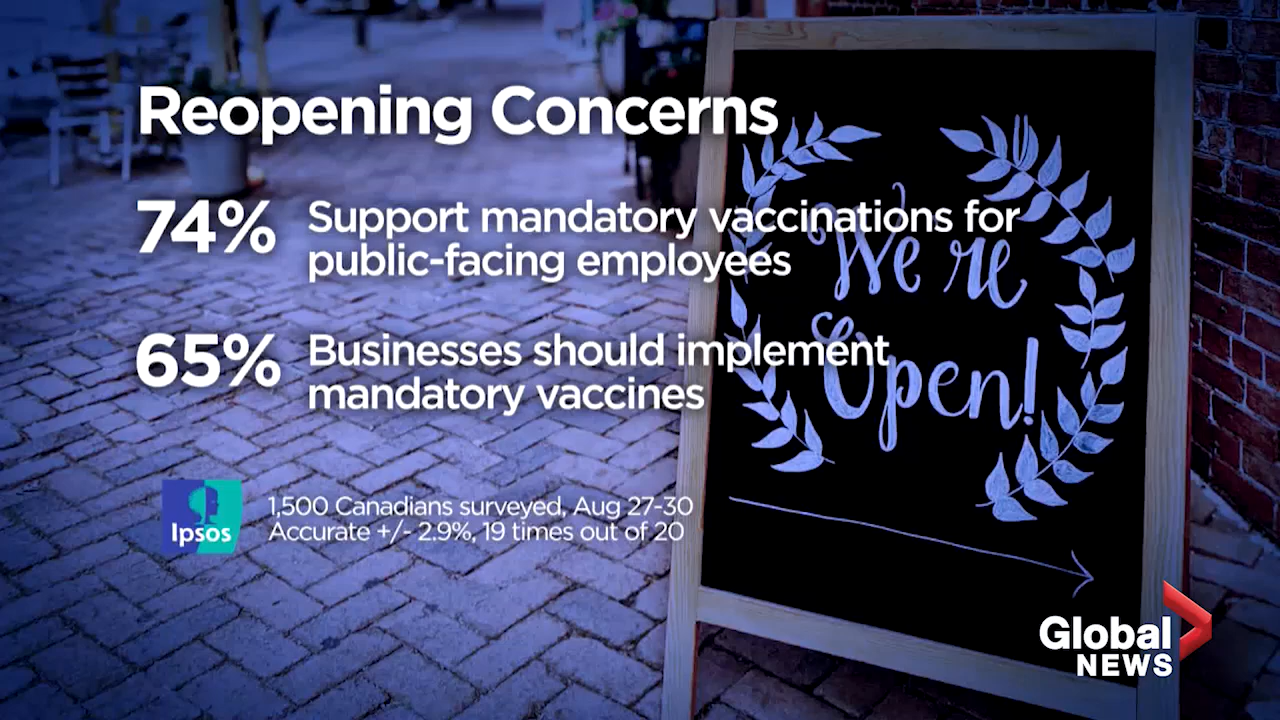 Reopening Concerns
74%
Support mandatory vaccinations for
public-facing employees
65%
Businesses should implement
mandatory vaccines
Ipsos
1,500 Canadians surveyed, Aug 27-30
Accurate +/- 2.9%, 19 times out of 20
We're
Open!
Global
NEWS